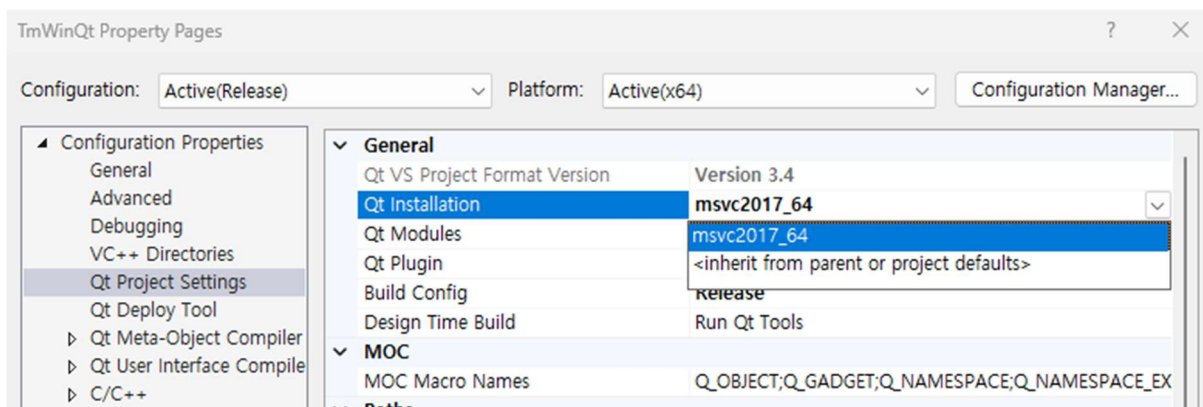 TmWinQt Property Pages
?
Configuration: Active(Release) Platform: Active(x64) Configuration Manager...
Configuration Properties
General
Advanced
Debugging
VC++ Directories
Qt Project Settings
Qt Deploy Tool
Qt Meta-Object Compiler
Qt User Interface Compile
C/C++
General
Qt VS Project Format Version Version 3.4
Qt Installation msvc2017_64
Qt Modules msvc2017_64
Qt Plugin <inherit from parent or project defaults>
Build Config Release
Design Time Build Run Qt Tools
MOC
MOC Macro Names Q_OBJECT;Q_GADGET;Q_NAMESPACE;Q_NAMESPACE_EX